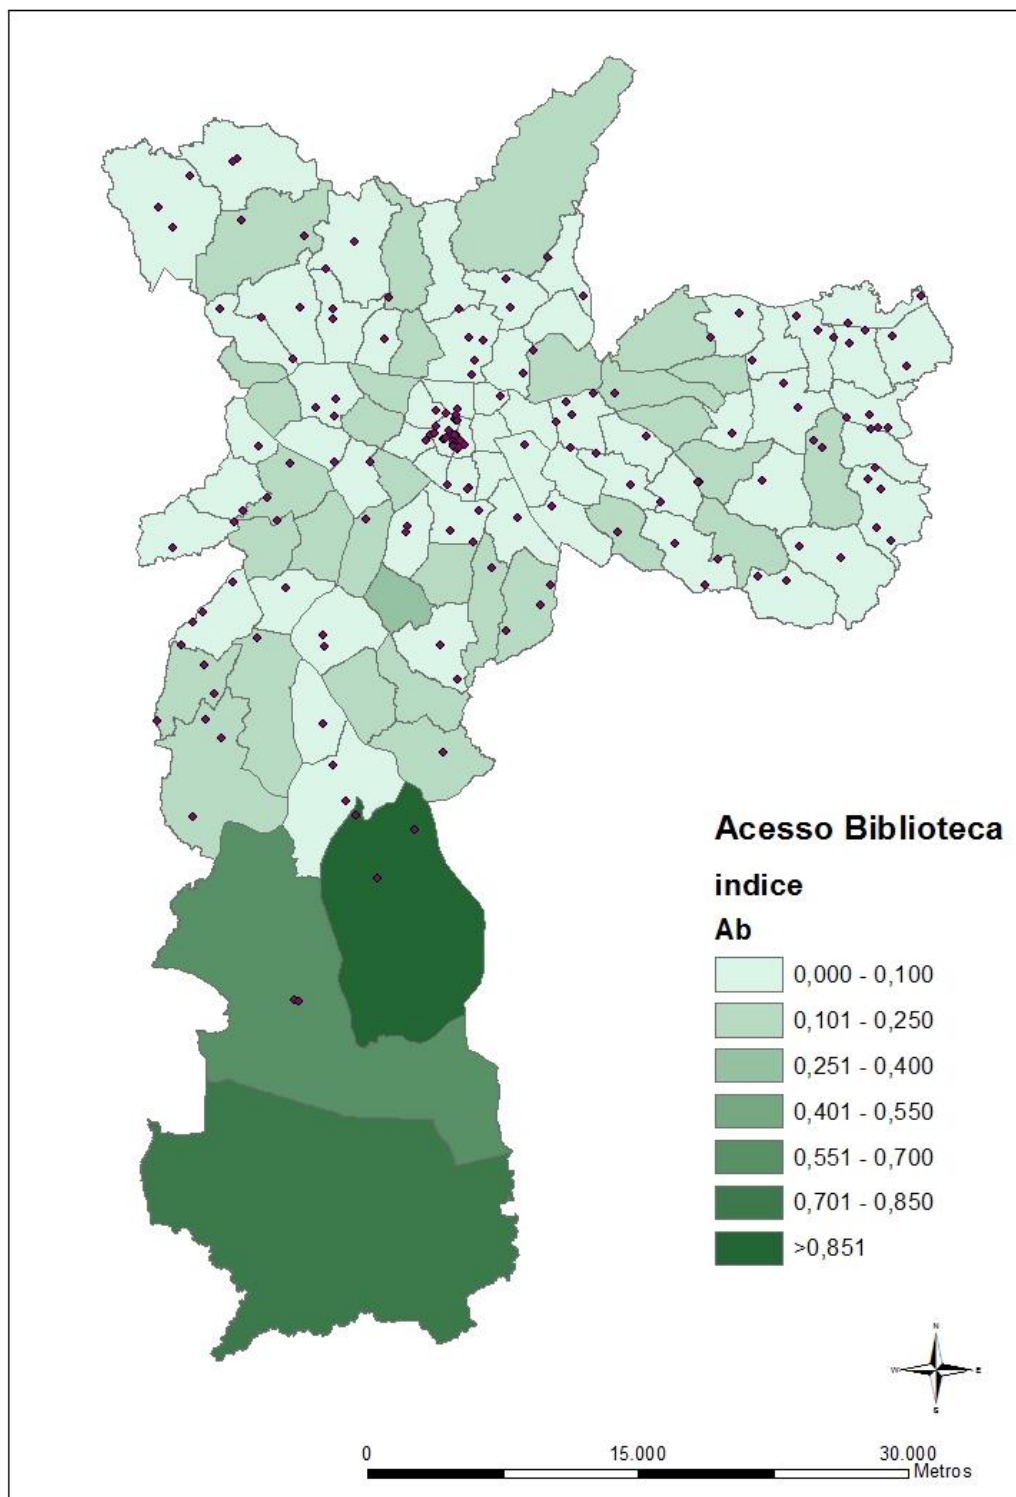 Acesso Biblioteca
indice
Ab
0,000 - 0,100
0,101 - 0,250
0,251 - 0,400
0,401 - 0,550
0,551 - 0,700
0,701 - 0,850
>0,851
N
W E
S
0 15.000 30.000
Metros